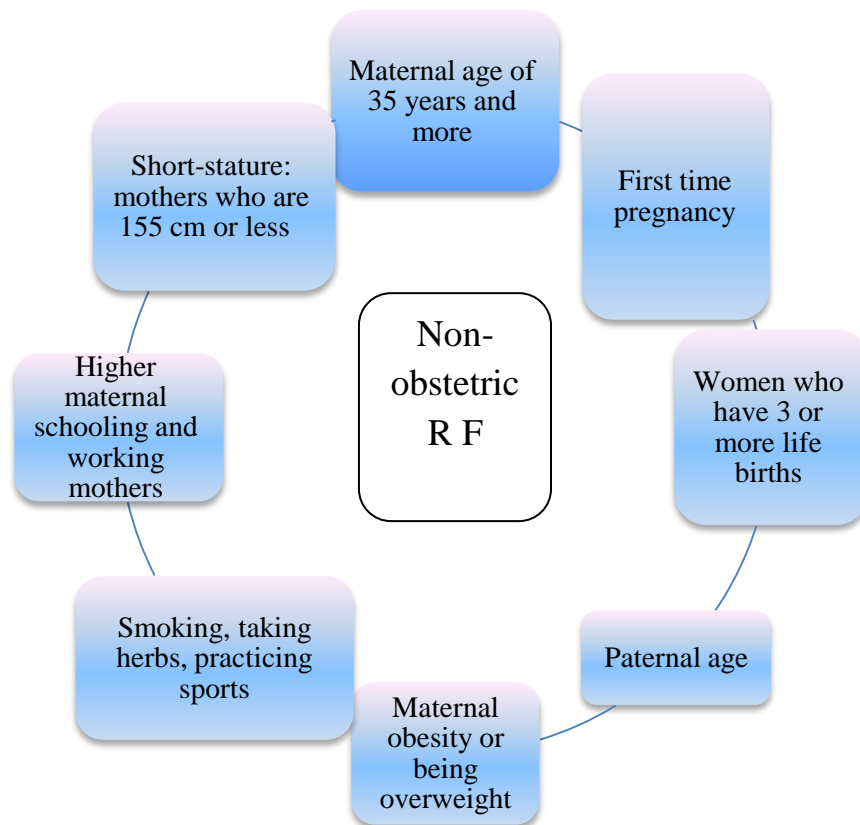 Maternal age of
35 years and
more
First time
pregnancy
Women who
have 3 or
more life
births
Paternal age
Maternal
obesity or
being
overweight
Smoking, taking
herbs, practicing
sports
Higher
maternal
schooling and
working
mothers
Short-stature:
mothers who are
155 cm or less
Non-
obstetric
R F